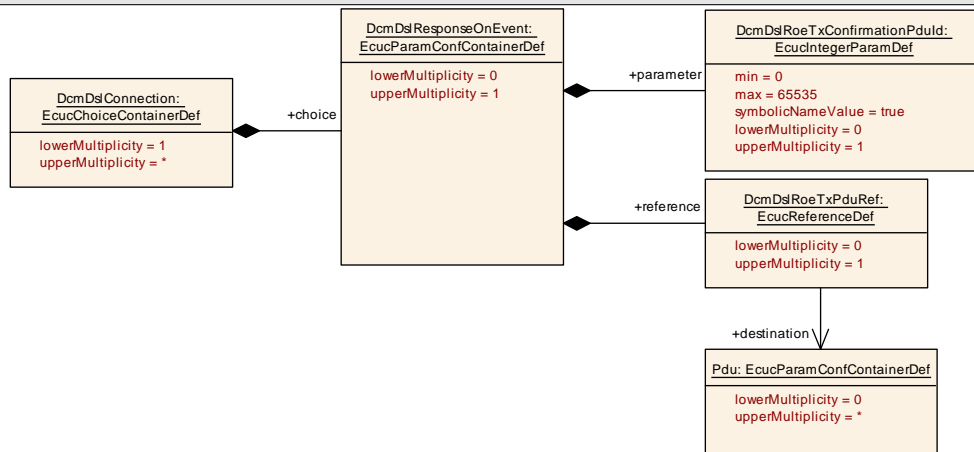 DcmDslConnection:
EcucChoiceContainerDef
lowerMultiplicity = 1
upperMultiplicity = *
+choice
DcmDslResponseOnEvent:
EcucParamConfContainerDef
lowerMultiplicity = 0
upperMultiplicity = 1
+parameter
DcmDslRoeTxConfirmationPduId:
EcucIntegerParamDef
min = 0
max = 65535
symbolicNameValue = true
lowerMultiplicity = 0
upperMultiplicity = 1
+reference
DcmDslRoeTxPduRef:
EcucReferenceDef
lowerMultiplicity = 0
upperMultiplicity = 1
+destination
Pdu: EcucParamConfContainerDef
lowerMultiplicity = 0
upperMultiplicity = *